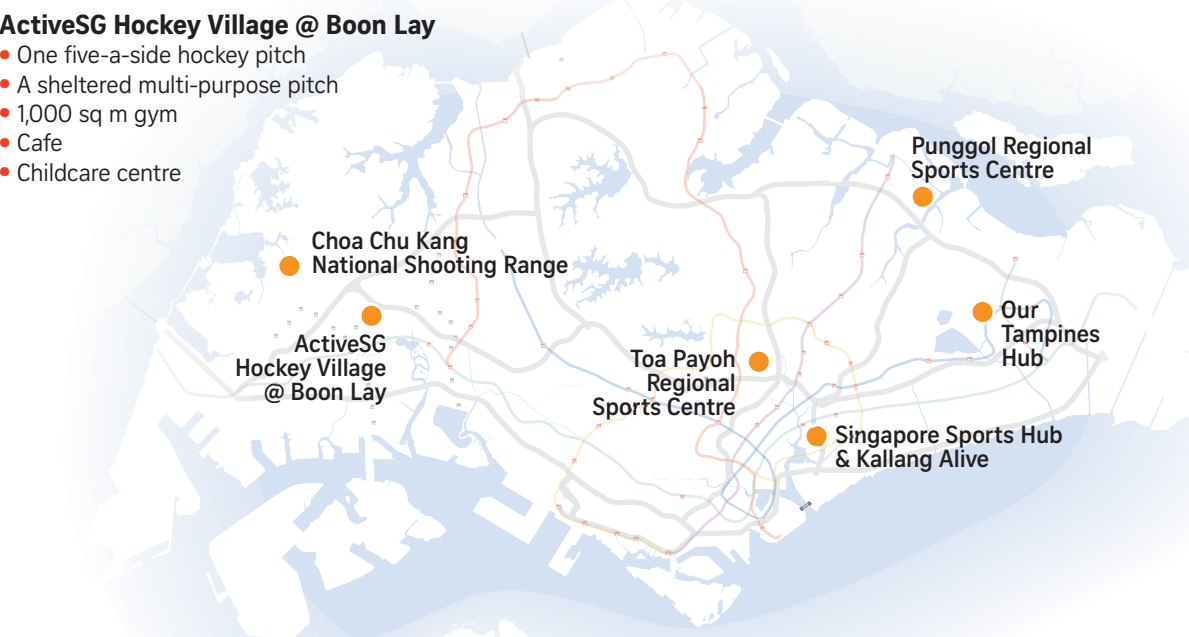 ActiveSG Hockey Village @ Boon Lay
• One five-a-side hockey pitch
• A sheltered multi-purpose pitch
• 1,000 sq m gym
• Cafe
• Childcare centre
Punggol Regional
Sports Centre
Choa Chu Kang
National Shooting Range
Our
Tampines
Hub
ActiveSG
Hockey Village
@ Boon Lay
Toa Payoh
Regional
Sports Centre
Singapore Sports Hub
& Kallang Alive